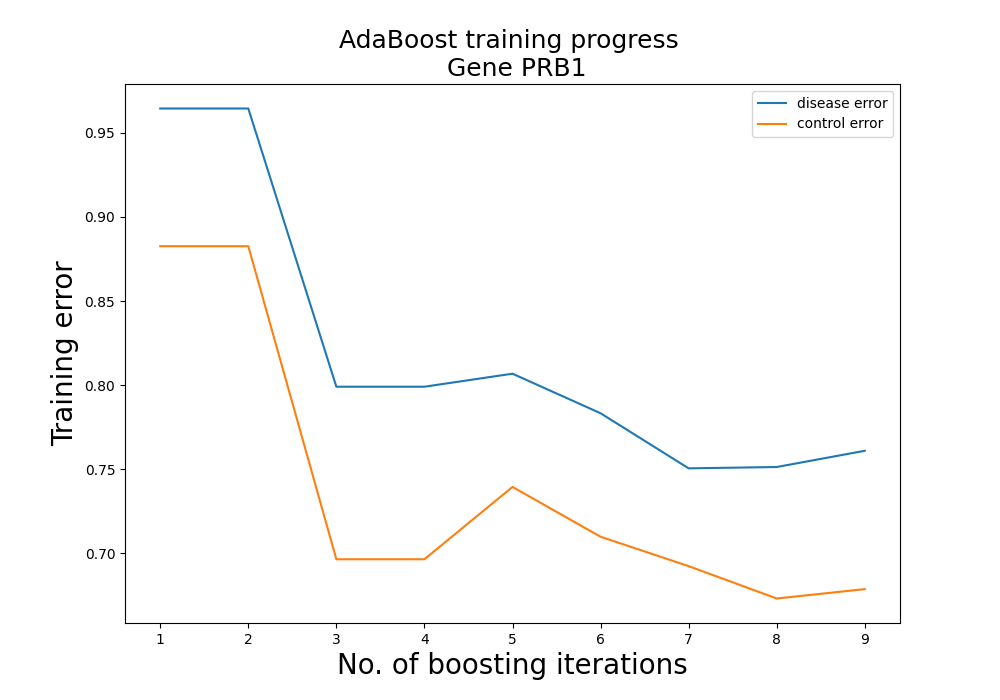 AdaBoost training progress
Gene PRB1
disease error
control error
Training error
0.95
0.90
0.85
0.80
0.75
0.70
1 2 3 4 5 6 7 8 9
No. of boosting iterations